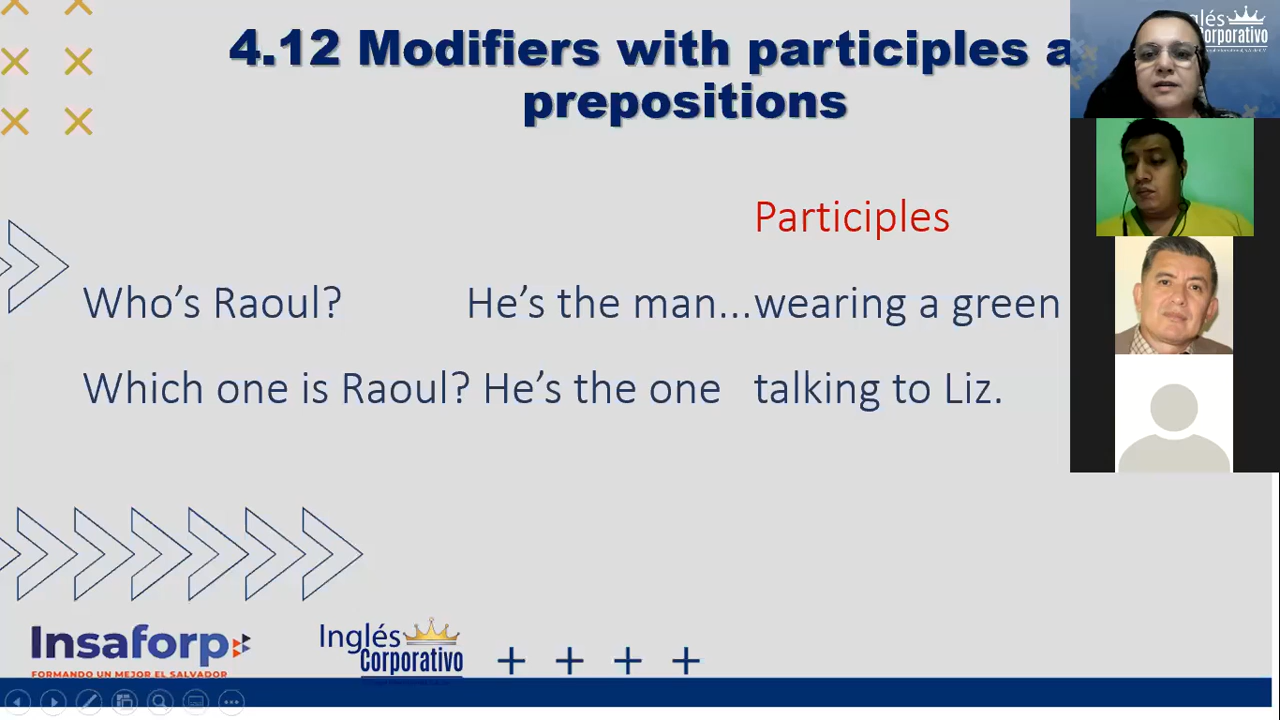 4.12 Modifiers with participles a
prepositions
Participles
Who's Raoul? He's the man...wearing a green
Which one is Raoul? He's the one talking to Liz.
Insaforp
FORMANDO UN MEJOR EL SALVADOR
Inglés
Corporativo
glés
Corporativo